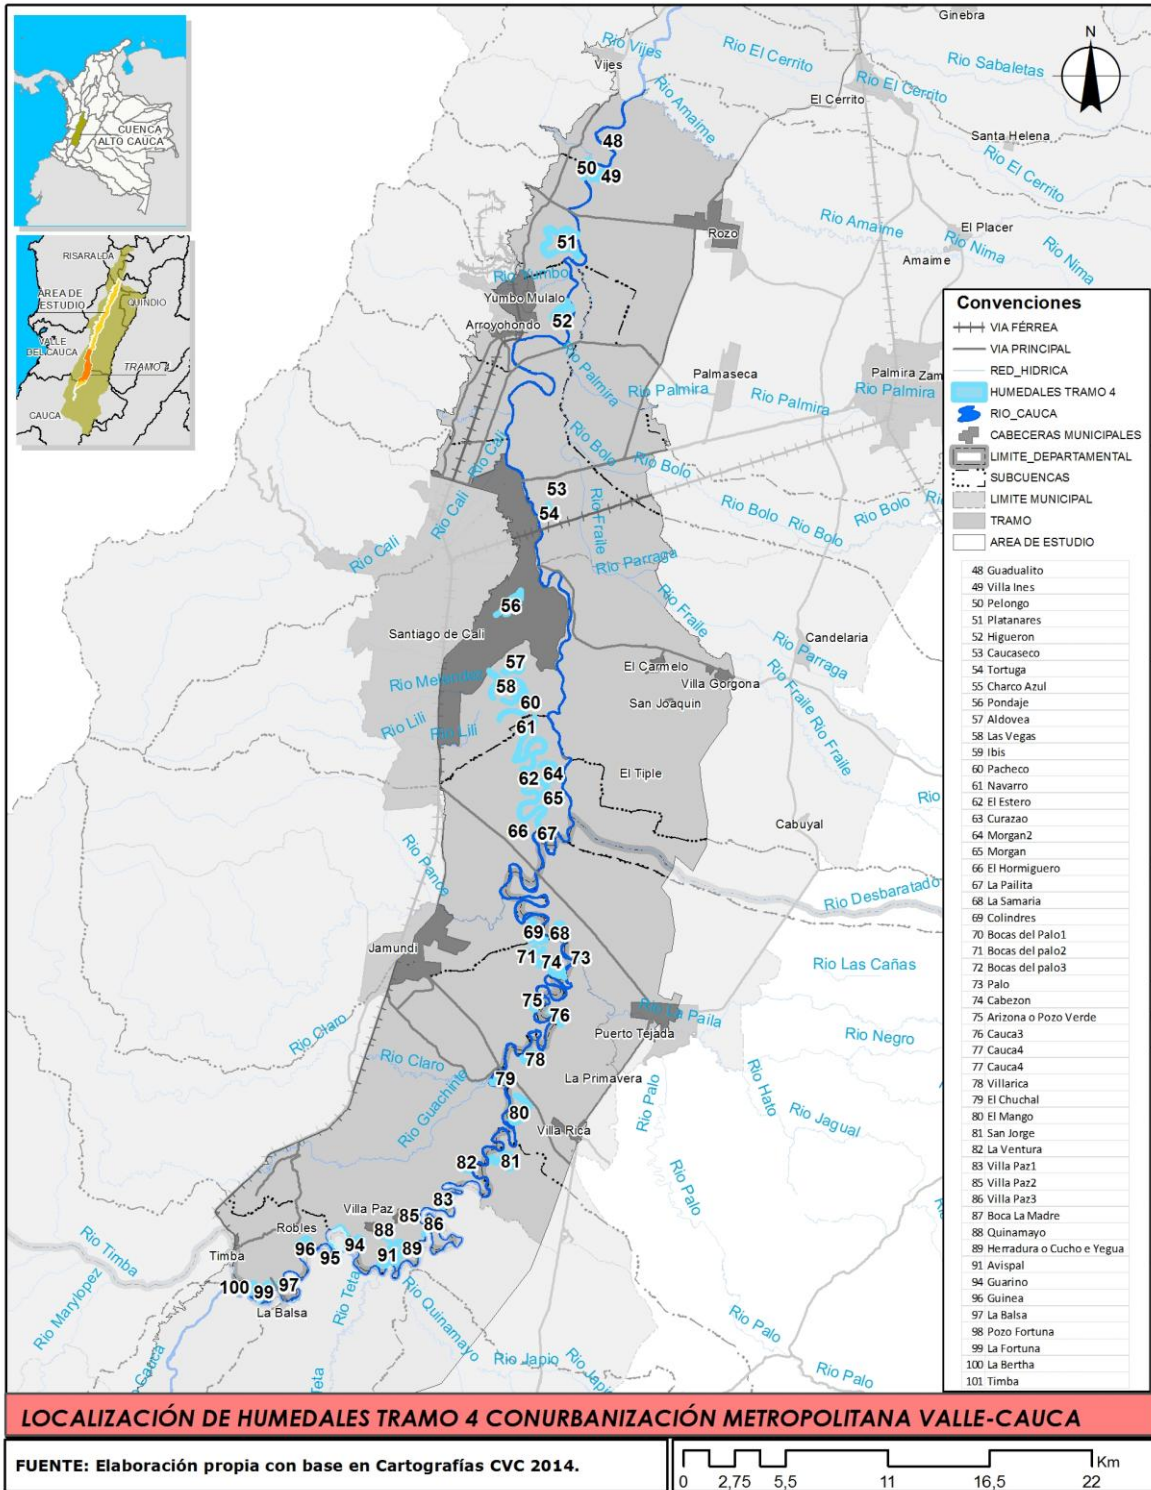 CUENCA
ALTO CAUCA
RISARALDA
AREA DE
ESTUDIO
QUINDIO
VALLE
DEL CAUCA
TRAMO
CAUCA
Ginebra
N
Rio Vijes
Vijes
Rio El Cerrito
Rio Sabaletas
Rio El Cerrito
Rio Amaime
El Cerrito
Santa Helena
Rio El Cerrito
48
50
49
Rozo
Rio Amaime
El Placer
Rio Nima
Rio Nima
Amaime
51
Rio Yumbo
Yumbo Mulalo
Arroyohondo
52
Rio Palmira
Palmaseca
Rio Palmira
Rio Palmira
Palmira
Zam
Rio Palmira
Rio Cali
Rio Bolo
Rio Bolo
53
54
Rio Cali
Rio Fraile
Rio Bolo
Rio Bolo
Rio Bolo
Rio Cali
Rio Parraga
Rio Fraile
56
Santiago de Cali
Candelaria
Rio Parraga
57
El Carmelo
Villa Gorgona
58
San Joaquin
60
Rio Lili
Rio Lili
61
Rio Fraile
Rio Fraile
62
64
El Tiple
65
66
67
Cabuyal
Rio Pance
Rio Desbaratado
69
68
Jamundi
71
74
73
Rio Las Cañas
75
76
Rio La Paila
Puerto Tejada
Rio Negro
Rio Claro
Rio Claro
78
79
La Primavera
Rio Guachinte
Rio Palo
Rio Hato
Rio Jagual
80
Villa Rica
82
81
Rio Palo
83
Villa Paz
85
88
86
Robles
96
94
95
91
89
Timba
Rio Timba
100
99
97
La Balsa
Rio Teta
Rio Quinamayo
Rio Marylopez
Rio Palo
Rio Japio
Rio Palo
Teta
Convenciones
VIA FÉRREA
VIA PRINCIPAL
RED_HIDRICA
HUMEDALES TRAMO 4
RIO_CAUCA
CABECERAS MUNICIPALES
LIMITE_DEPARTAMENTAL
SUBCUENCAS
LIMITE MUNICIPAL
TRAMO
AREA DE ESTUDIO
48 Guadualito
49 Villa Ines
50 Pelongo
51 Platanares
52 Higueron
53 Caucaseco
54 Tortuga
55 Charco Azul
56 Pondaje
57 Aldovea
58 Las Vegas
59 Ibis
60 Pacheco
61 Navarro
62 El Estero
63 Curazao
64 Morgan2
65 Morgan
66 El Hormiguero
67 La Pailita
68 La Samaria
69 Colindres
70 Bocas del Palo1
71 Bocas del palo2
72 Bocas del palo3
73 Palo
74 Cabezon
75 Arizona o Pozo Verde
76 Cauca3
77 Cauca4
77 Cauca4
78 Villarica
79 El Chuchal
80 El Mango
81 San Jorge
82 La Ventura
83 Villa Paz1
85 Villa Paz2
86 Villa Paz3
87 Boca La Madre
88 Quinamayo
89 Herradura o Cucho e Yegua
91 Avispal
94 Guarino
96 Guinea
97 La Balsa
98 Pozo Fortuna
99 La Fortuna
100 La Bertha
101 Timba
LOCALIZACIÓN DE HUMEDALES TRAMO 4 CONURBANIZACIÓN METROPOLITANA VALLE-CAUCA
FUENTE: Elaboración propia con base en Cartografías CVC 2014.
Km
0 2,75 5,5 11 16,5 22